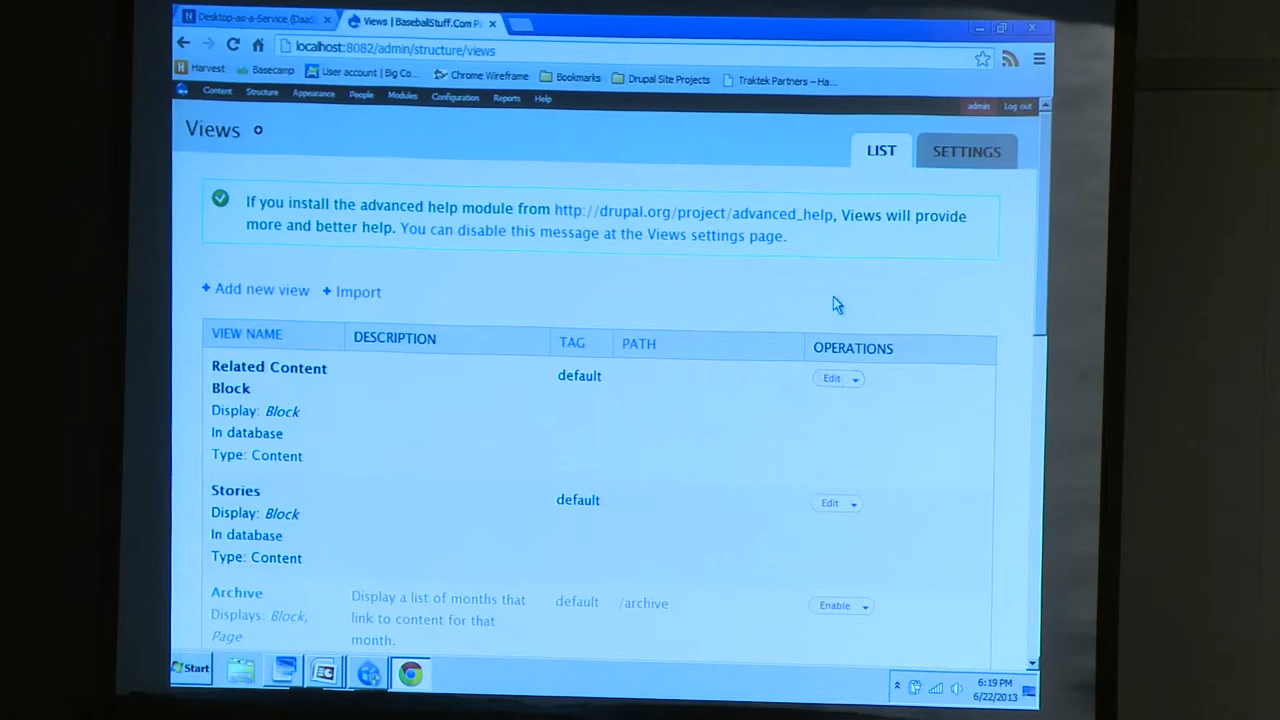 Desktop-as-a-Service (DaaS
Views | BaseballStuff.Com P
localhost:8082/admin/structure/views
Harvest
Basecamp
User account | Big Co...
Chrome Wireframe
Bookmarks
Drupal Site Projects
Traktek Partners – Ha...
Content Structure Appearance People Modules Configuration Reports Help
admin Log out
Views
LIST
SETTINGS
If you install the advanced help module from http://drupal.org/project/advanced_help, Views will provide
more and better help. You can disable this message at the Views settings page.
+ Add new view + Import
VIEW NAME DESCRIPTION TAG PATH OPERATIONS
Related Content
Block
default
Edit
Display: Block
In database
Type: Content
Stories
default
Edit
Display: Block
In database
Type: Content
Archive
Displays: Block,
Page
Display a list of months that
link to content for that
month.
default
/archive
Enable
Start
6:19 PM
6/22/2013